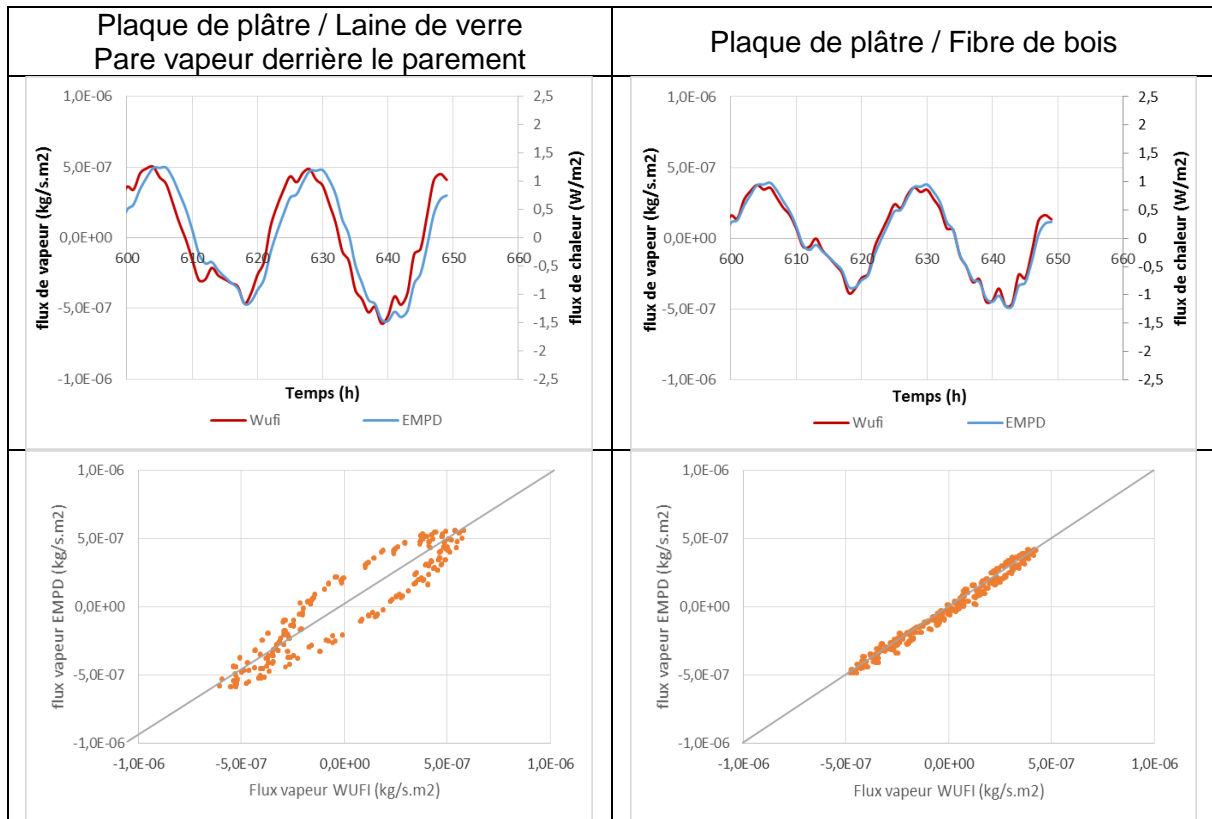 Plaque de plâtre / Laine de verre
Pare vapeur derrière le parement
Plaque de plâtre / Fibre de bois
1,0E-06
5,0E-07
0,0E+00
-5,0E-07
-1,0E-06
flux de vapeur (kg/s.m2)
600
610
620
630
640
650
660
2,5
2
1,5
1
0,5
0
-0,5
-1
-1,5
-2
-2,5
flux de chaleur (W/m2)
Temps (h)
Wufi
EMPD
1,0E-06
5,0E-07
0,0E+00
-5,0E-07
-1,0E-06
flux de vapeur (kg/s.m2)
600
610
620
630
640
650
660
2,5
2
1,5
1
0,5
0
-0,5
-1
-1,5
-2
-2,5
flux de chaleur (W/m2)
Temps (h)
Wufi
EMPD
1,0E-06
5,0E-07
0,0E+00
-5,0E-07
-1,0E-06
flux vapeur EMPD (kg/s.m2)
-1,0E-06
-5,0E-07
0,0E+00
5,0E-07
1,0E-06
Flux vapeur WUFI (kg/s.m2)
1,0E-06
5,0E-07
0,0E+00
-5,0E-07
-1,0E-06
flux vapeur EMPD (kg/s.m2)
-1,0E-06
-5,0E-07
0,0E+00
5,0E-07
1,0E-06
Flux vapeur WUFI (kg/s.m2)